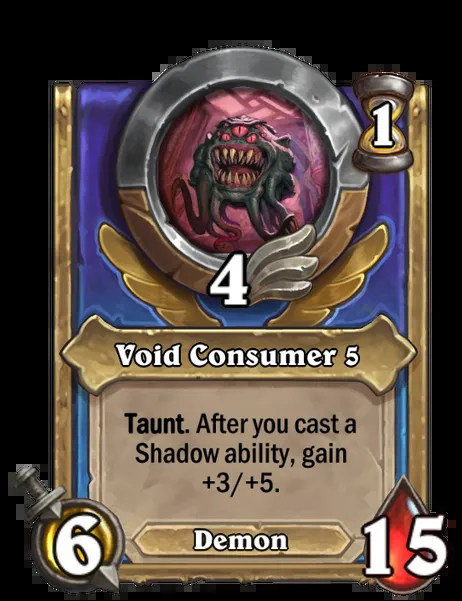 1
4
Void Consumer 5
Taunt. After you cast a
Shadow ability, gain
+3/+5.
6
Demon
15